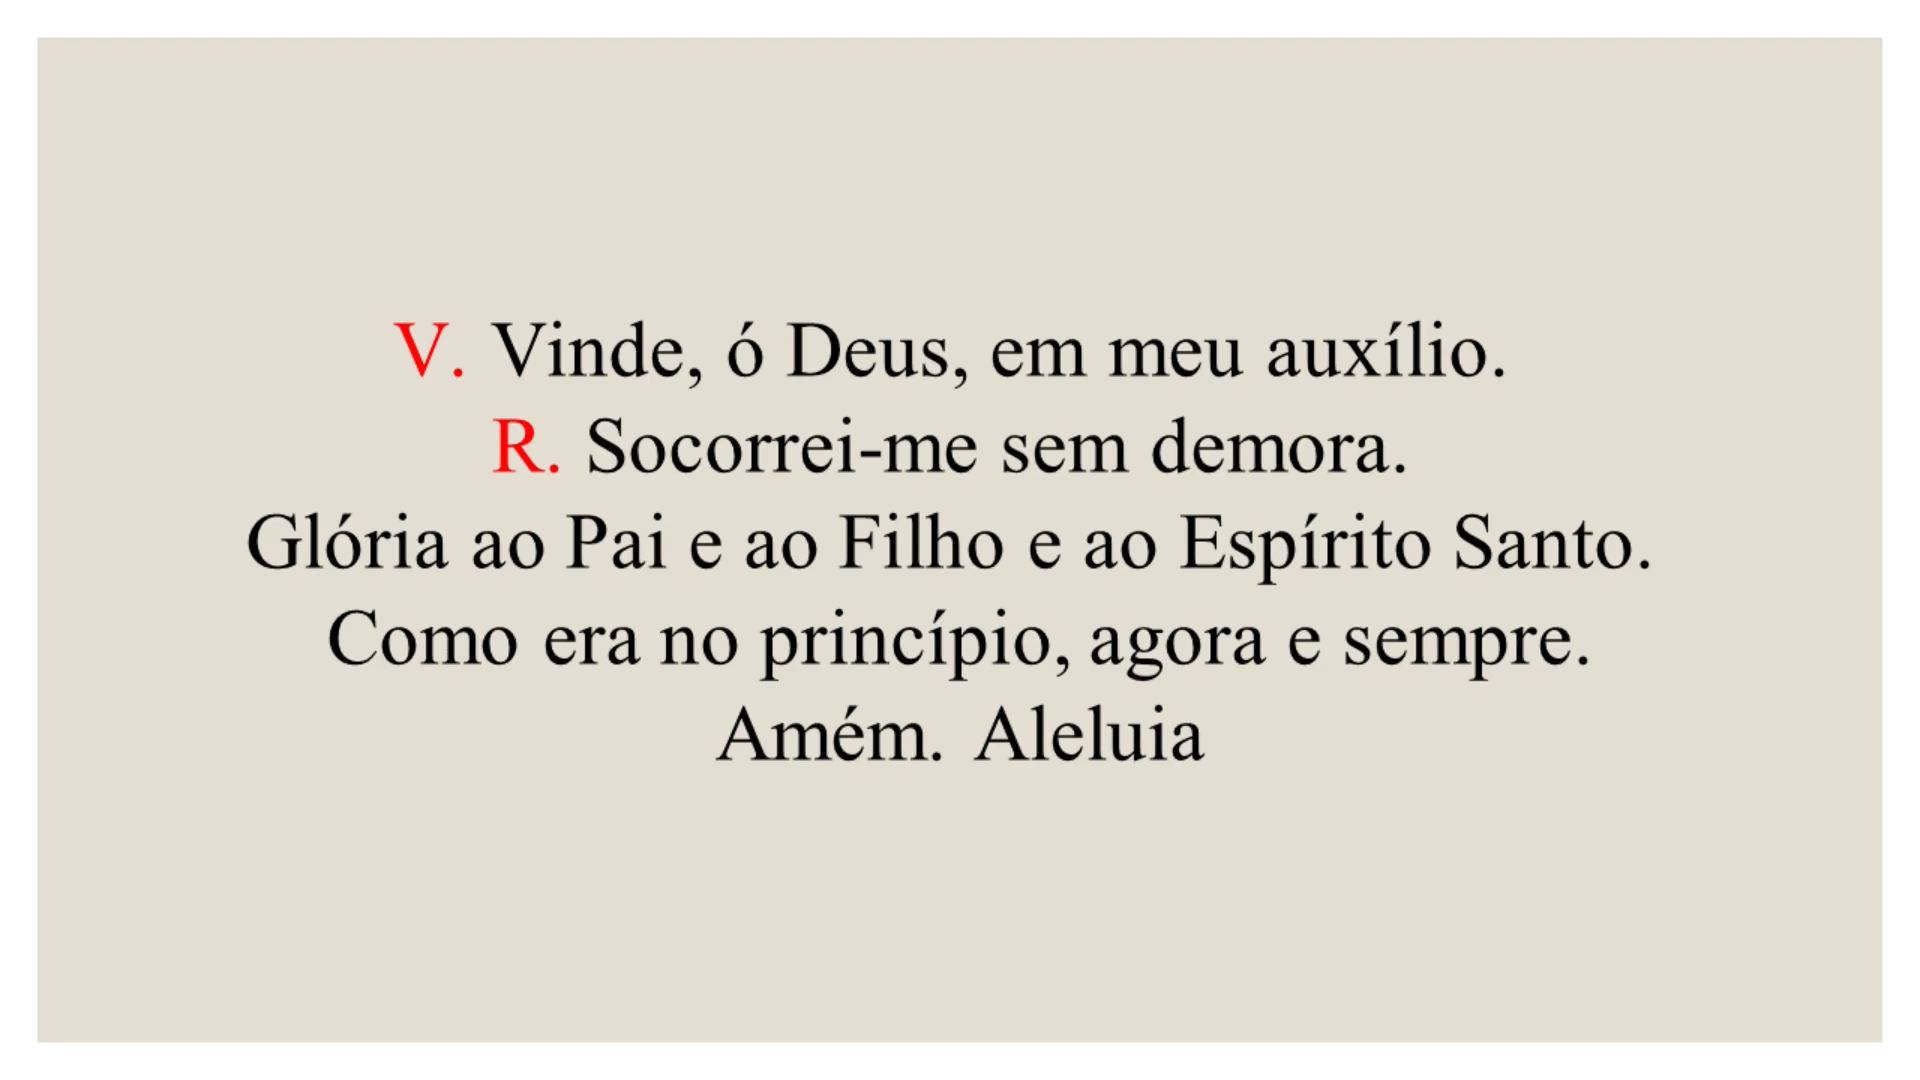 V. Vinde, ó Deus, em meu auxílio.
R. Socorrei-me sem demora.
Glória ao Pai e ao Filho e ao Espírito Santo.
Como era no princípio, agora e sempre.
Amém. Aleluia